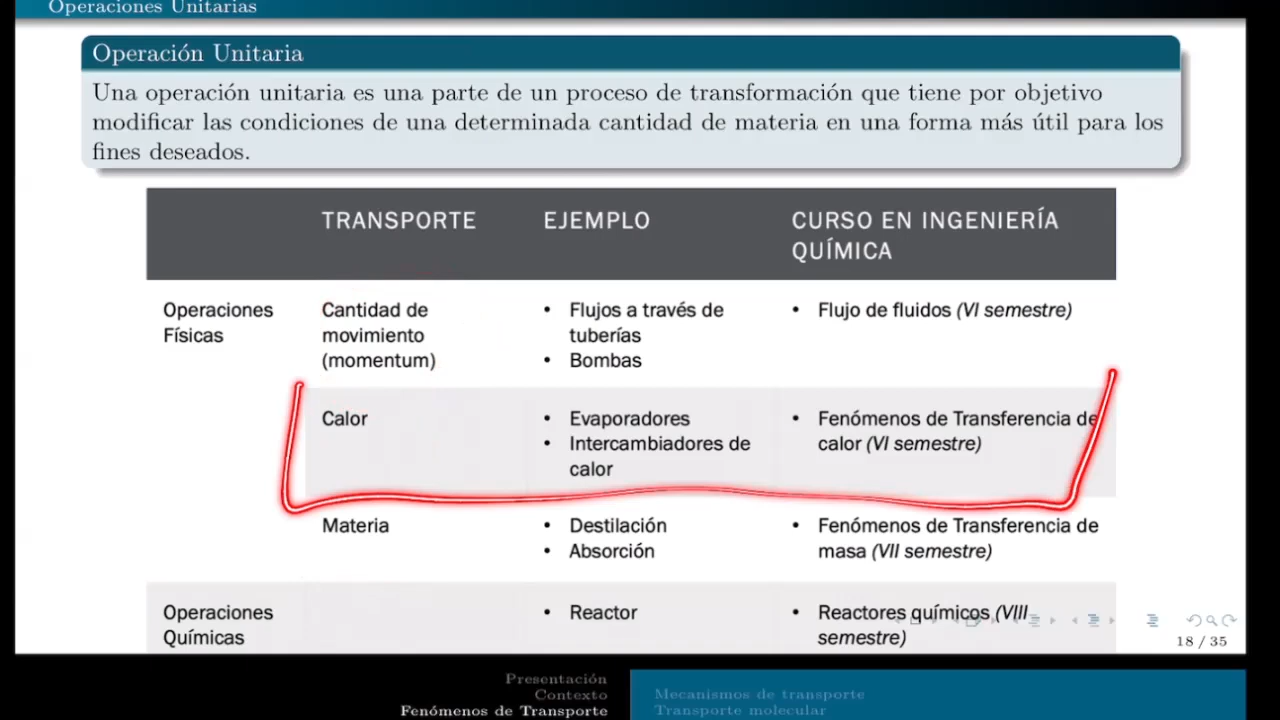 Operaciones Unitarias
Operación Unitaria
Una operación unitaria es una parte de un proceso de transformación que tiene por objetivo
modificar las condiciones de una determinada cantidad de materia en una forma más útil para los
fines deseados.
TRANSPORTE
EJEMPLO
CURSO EN INGENIERÍA
QUÍMICA
Operaciones
Físicas
Cantidad de
movimiento
(momentum)
• Flujos a través de
tuberías
• Bombas
• Flujo de fluidos (VI semestre)
Calor
• Evaporadores
• Intercambiadores de
calor
• Fenómenos de Transferencia de
calor (VI semestre)
Materia
• Destilación
• Absorción
• Fenómenos de Transferencia de
masa (VII semestre)
Operaciones
Químicas
• Reactor
• Reactores químicos (VIII
semestre)
18 / 35
Presentación
Contexto
Fenómenos de Transporte
Mecanismos de transporte
Transporte molecular